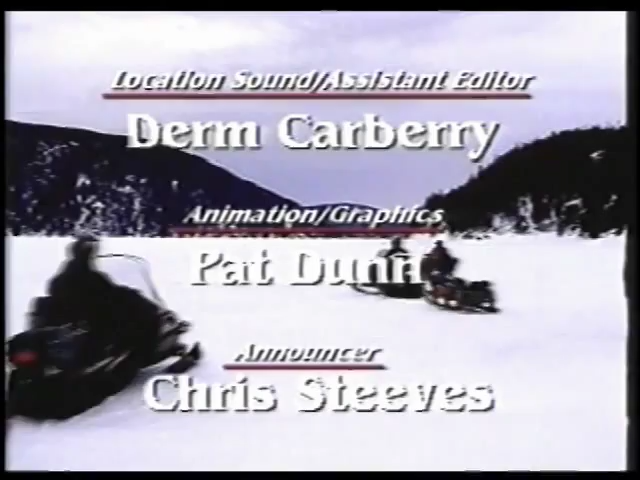 Location Sound/Assistant Editor
Derm Carberry
Animation/Graphics
Pat Dunn
Announcer
Chris Steeves